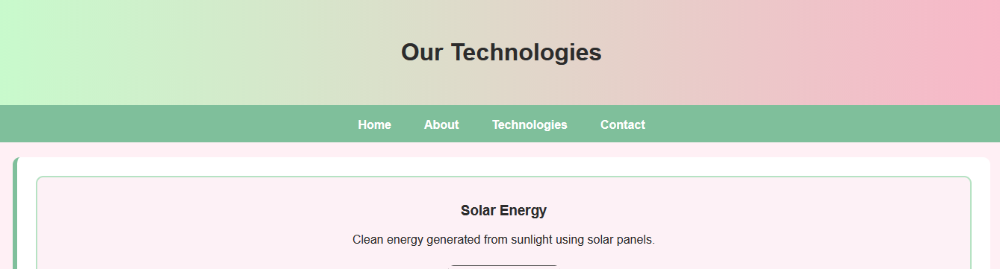 Our Technologies
Home About Technologies Contact
Solar Energy
Clean energy generated from sunlight using solar panels.